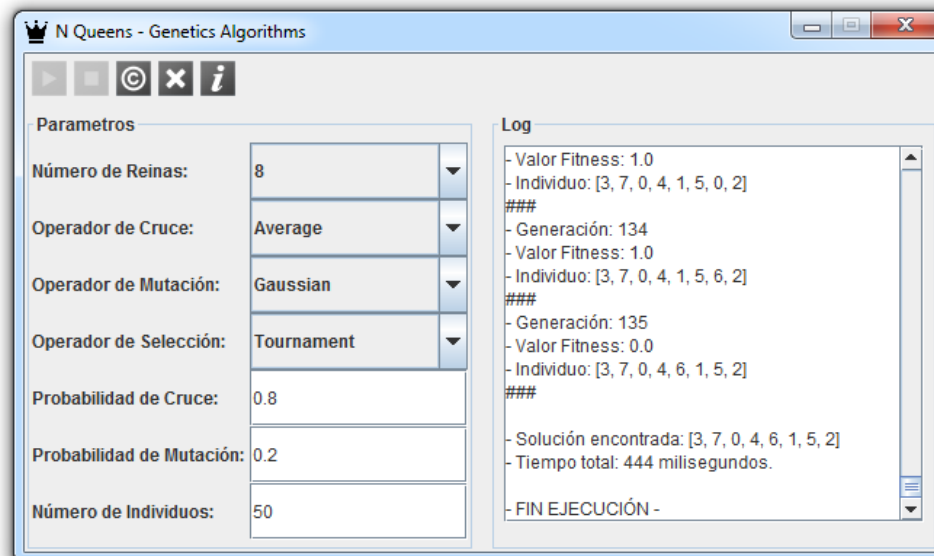 N Queens - Genetics Algorithms
Parametros
Número de Reinas: 8
Operador de Cruce: Average
Operador de Mutación: Gaussian
Operador de Selección: Tournament
Probabilidad de Cruce: 0.8
Probabilidad de Mutación: 0.2
Número de Individuos: 50
Log
- Valor Fitness: 1.0
- Individuo: [3, 7, 0, 4, 1, 5, 0, 2]
###
- Generación: 134
- Valor Fitness: 1.0
- Individuo: [3, 7, 0, 4, 1, 5, 6, 2]
###
- Generación: 135
- Valor Fitness: 0.0
- Individuo: [3, 7, 0, 4, 6, 1, 5, 2]
###
- Solución encontrada: [3, 7, 0, 4, 6, 1, 5, 2]
- Tiempo total: 444 milisegundos.
- FIN EJECUCIÓN -